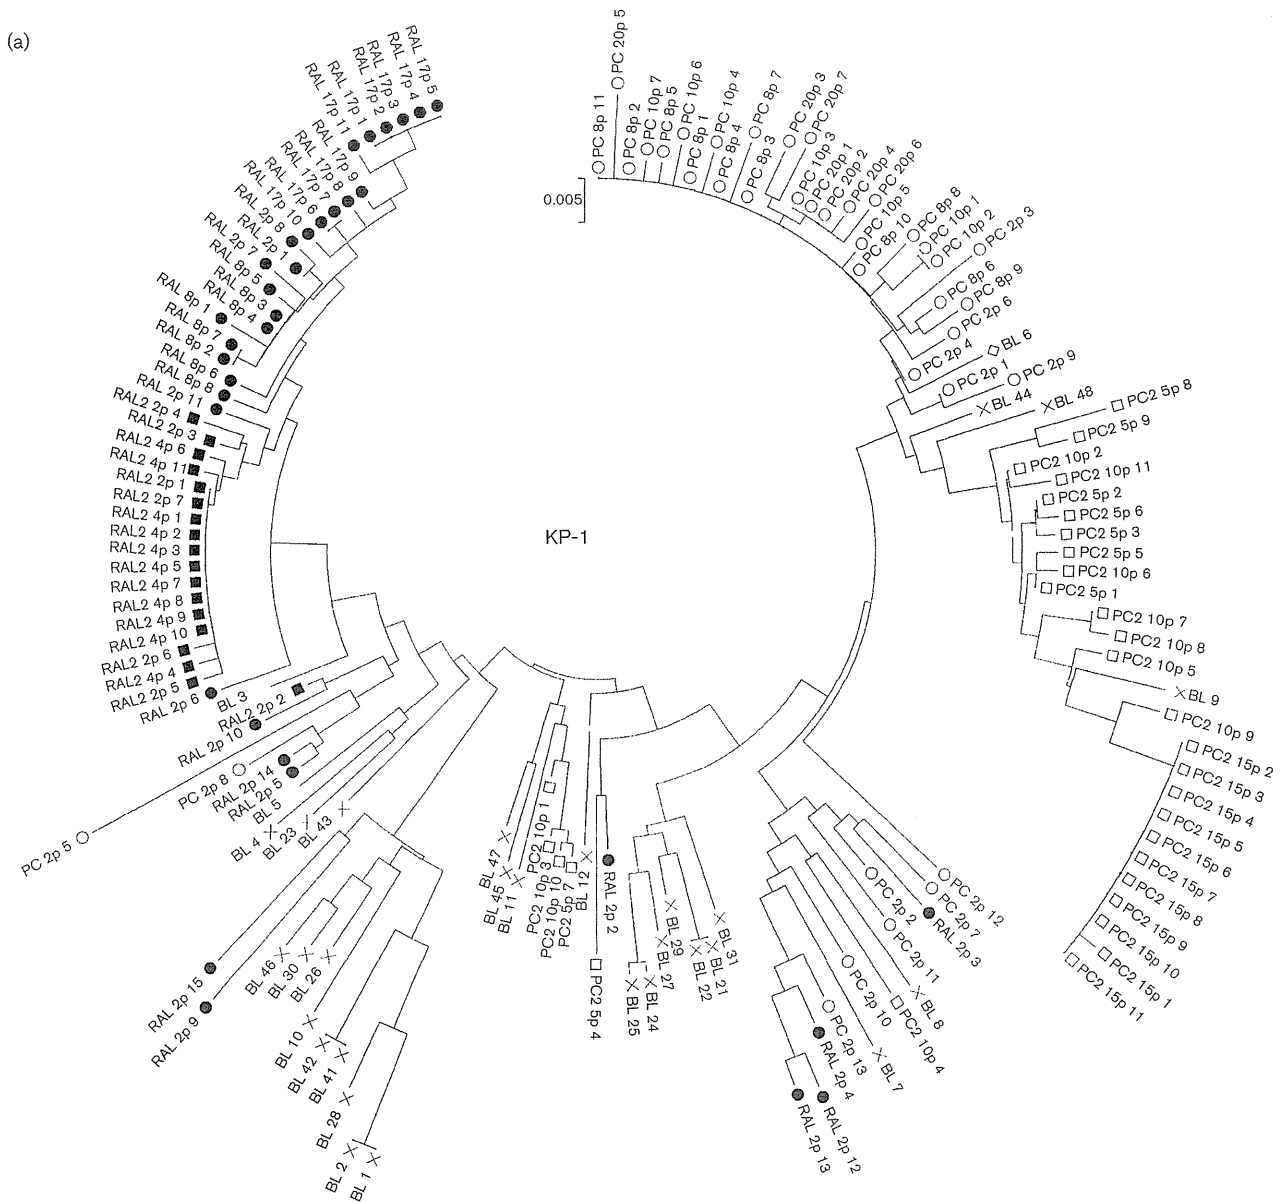 (a)
KP-1
0.005
PC 8p 11
PC 20p 5
PC 8p 2
PC 10p 7
PC 8p 5
PC 10p 6
PC 8p 1
PC 10p 4
PC 8p 4
PC 8p 7
PC 8p 3
PC 20p 3
PC 20p 7
PC 10p 3
PC 20p 1
PC 20p 2
PC 20p 4
PC 20p 6
PC 10p 5
PC 8p 10
PC 8p 8
PC 10p 1
PC 10p 2
PC 2p 3
PC 8p 6
PC 8p 9
PC 2p 6
PC 2p 4
BL 6
PC 2p 1
PC 2p 9
BL 44
BL 48
PC2 5p 8
PC2 5p 9
PC2 10p 2
PC2 10p 11
PC2 5p 2
PC2 5p 6
PC2 5p 3
PC2 5p 5
PC2 10p 6
PC2 5p 1
PC2 10p 7
PC2 10p 8
PC2 10p 5
BL 9
PC2 10p 9
PC2 15p 2
PC2 15p 3
PC2 15p 4
PC2 15p 5
PC2 15p 6
PC2 15p 7
PC2 15p 8
PC2 15p 9
PC2 15p 10
PC2 15p 1
PC2 15p 11
PC 2p 12
PC 2p 7
RAL 2p 3
PC 2p 2
PC 2p 11
BL 8
PC2 10p 4
BL 7
PC 2p 10
PC 2p 13
RAL 2p 4
RAL 2p 12
RAL 2p 13
BL 31
BL 21
BL 22
BL 29
BL 27
BL 24
BL 25
RAL 2p 2
PC2 5p 4
BL 12
PC2 5p 7
PC2 10p 10
PC2 10p 3
PC2 10p 1
BL 11
BL 45
BL 47
BL 1
BL 2
BL 28
BL 41
BL 42
BL 10
BL 26
BL 30
BL 46
RAL 2p 9
RAL 2p 15
BL 43
BL 23
BL 4
BL 5
RAL 2p 5
RAL 2p 14
PC 2p 8
PC 2p 5
RAL 2p 10
RAL2 2p 2
BL 3
RAL 2p 6
RAL2 2p 5
RAL2 4p 4
RAL2 2p 6
RAL2 4p 10
RAL2 4p 9
RAL2 4p 8
RAL2 4p 7
RAL2 4p 5
RAL2 4p 3
RAL2 4p 2
RAL2 4p 1
RAL2 2p 7
RAL2 2p 1
RAL2 4p 11
RAL2 4p 6
RAL2 2p 3
RAL2 2p 4
RAL 2p 11
RAL 8p 8
RAL 8p 6
RAL 8p 2
RAL 8p 7
RAL 8p 1
RAL 8p 4
RAL 8p 3
RAL 8p 5
RAL 2p 7
RAL 2p 1
RAL 2p 8
RAL 17p 10
RAL 17p 6
RAL 17p 7
RAL 17p 8
RAL 17p 9
RAL 17p 11
RAL 17p 1
RAL 17p 2
RAL 17p 3
RAL 17p 4
RAL 17p 5